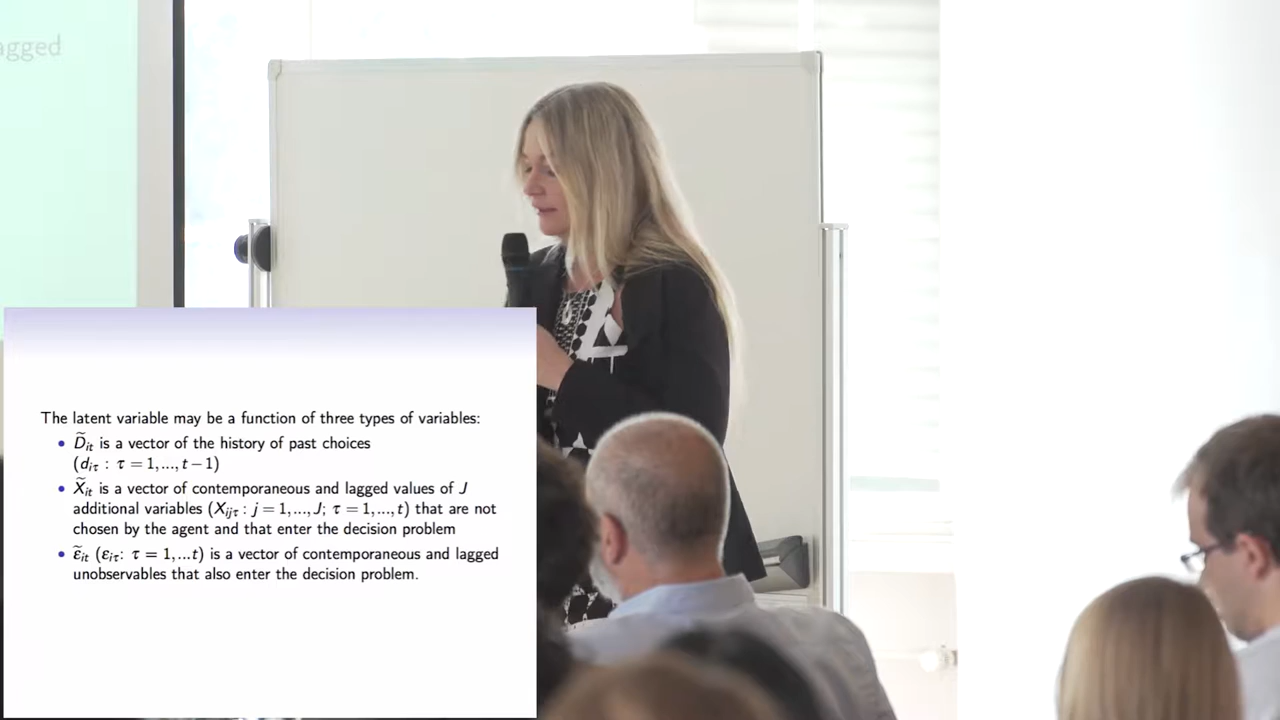 agged
The latent variable may be a function of three types of variables:
• D̃ᵢₜ is a vector of the history of past choices
(dᵢτ : τ = 1,...,t−1)
• X̃ᵢₜ is a vector of contemporaneous and lagged values of J
additional variables (Xᵢⱼτ : j = 1,...,J; τ = 1,...,t) that are not
chosen by the agent and that enter the decision problem
• ε̃ᵢₜ (εᵢτ: τ = 1,...t) is a vector of contemporaneous and lagged
unobservables that also enter the decision problem.